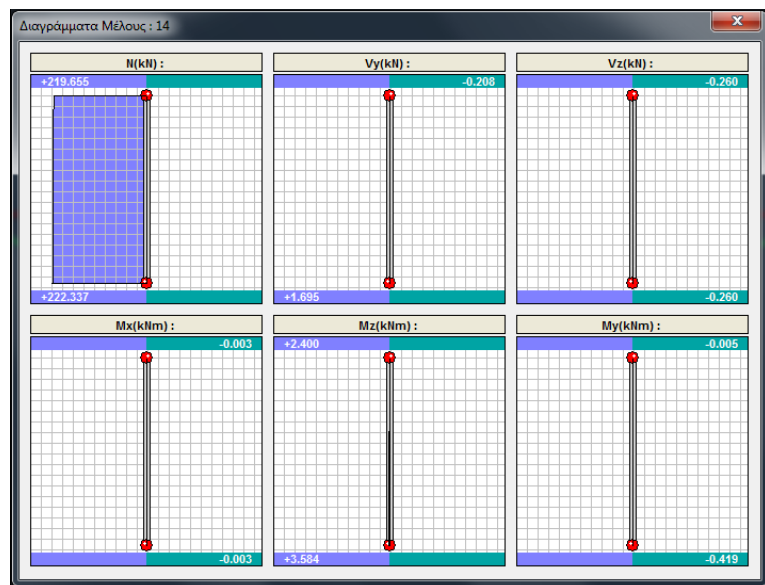 Διαγράμματα Μέλους : 14
N(kN) :
Vy(kN) :
Vz(kN) :
+219.655
-0.208
-0.260
+222.337
+1.695
-0.260
Mx(kNm) :
Mz(kNm) :
My(kNm) :
-0.003
+2.400
-0.005
-0.003
+3.584
-0.419